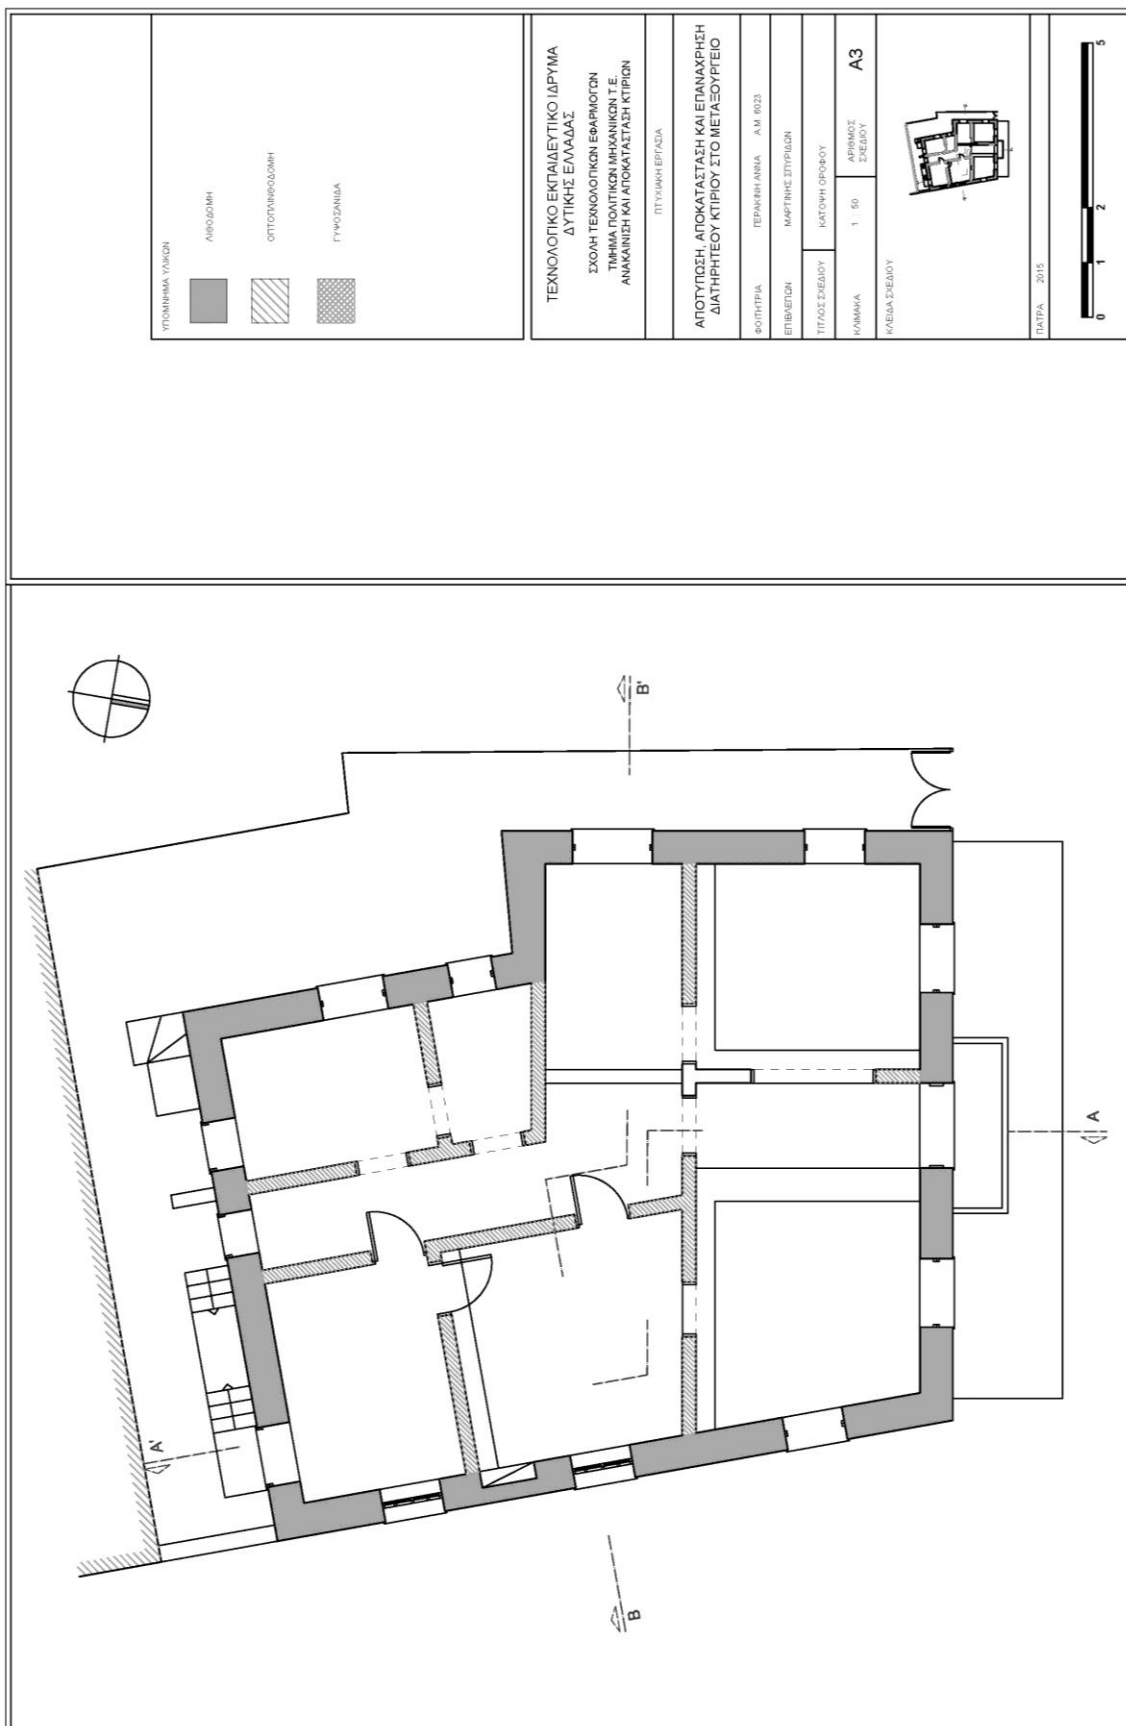 ΥΠΟΜΝΗΜΑ ΥΛΙΚΩΝ
ΛΙΘΟΔΟΜΗ
ΟΠΤΟΠΛΙΝΘΟΔΟΜΗ
ΓΥΨΟΣΑΝΙΔΑ
ΤΕΧΝΟΛΟΓΙΚΟ ΕΚΠΑΙΔΕΥΤΙΚΟ ΙΔΡΥΜΑ
ΔΥΤΙΚΗΣ ΕΛΛΑΔΑΣ
ΣΧΟΛΗ ΤΕΧΝΟΛΟΓΙΚΩΝ ΕΦΑΡΜΟΓΩΝ
ΤΜΗΜΑ ΠΟΛΙΤΙΚΩΝ ΜΗΧΑΝΙΚΩΝ Τ.Ε.
ΑΝΑΚΑΙΝΙΣΗ ΚΑΙ ΑΠΟΚΑΤΑΣΤΑΣΗ ΚΤΙΡΙΩΝ
ΠΤΥΧΙΑΚΗ ΕΡΓΑΣΙΑ
ΑΠΟΤΥΠΩΣΗ, ΑΠΟΚΑΤΑΣΤΑΣΗ ΚΑΙ ΕΠΑΝΑΧΡΗΣΗ
ΔΙΑΤΗΡΗΤΕΟΥ ΚΤΙΡΙΟΥ ΣΤΟ ΜΕΤΑΞΟΥΡΓΕΙΟ
ΦΟΙΤΗΤΡΙΑ ΓΕΡΑΚΙΝΗ ΑΝΝΑ Α.Μ. 6023
ΕΠΙΒΛΕΠΩΝ ΜΑΡΤΙΝΗΣ ΣΠΥΡΙΔΩΝ
ΤΙΤΛΟΣ ΣΧΕΔΙΟΥ ΚΑΤΟΨΗ ΟΡΟΦΟΥ
ΚΛΙΜΑΚΑ 1 : 50 ΑΡΙΘΜΟΣ ΣΧΕΔΙΟΥ A3
ΚΛΕΙΔΑ ΣΧΕΔΙΟΥ
ΠΑΤΡΑ 2015
0 1 2 5
B'
A
A'
B